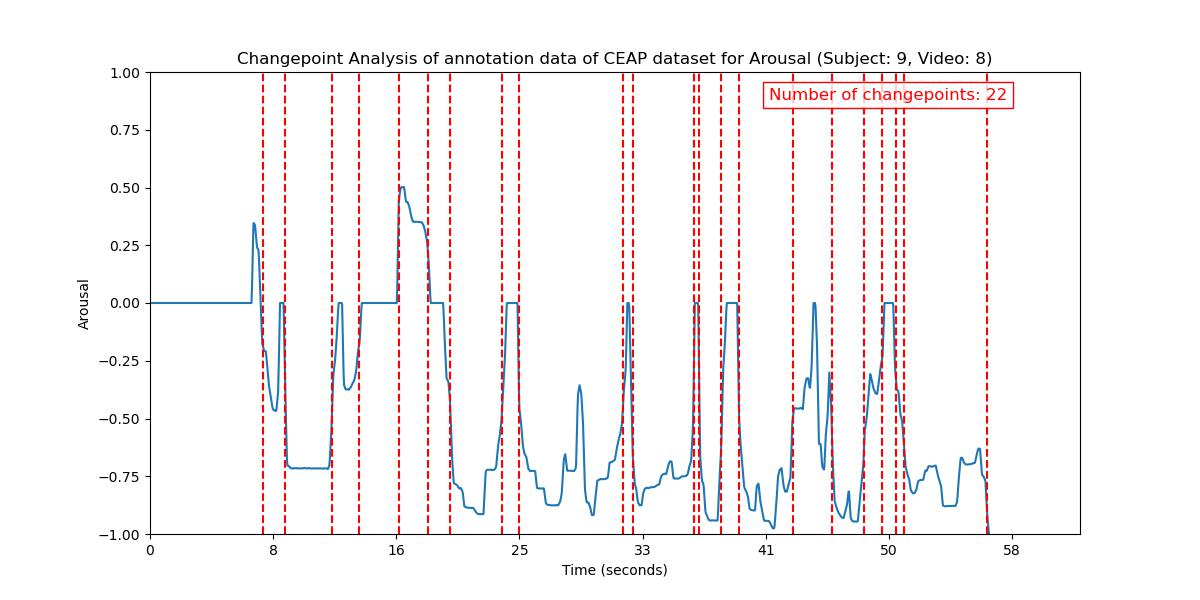 Changepoint Analysis of annotation data of CEAP dataset for Arousal (Subject: 9, Video: 8)
Number of changepoints: 22
Arousal
1.00
0.75
0.50
0.25
0.00
−0.25
−0.50
−0.75
−1.00
0 8 16 25 33 41 50 58
Time (seconds)